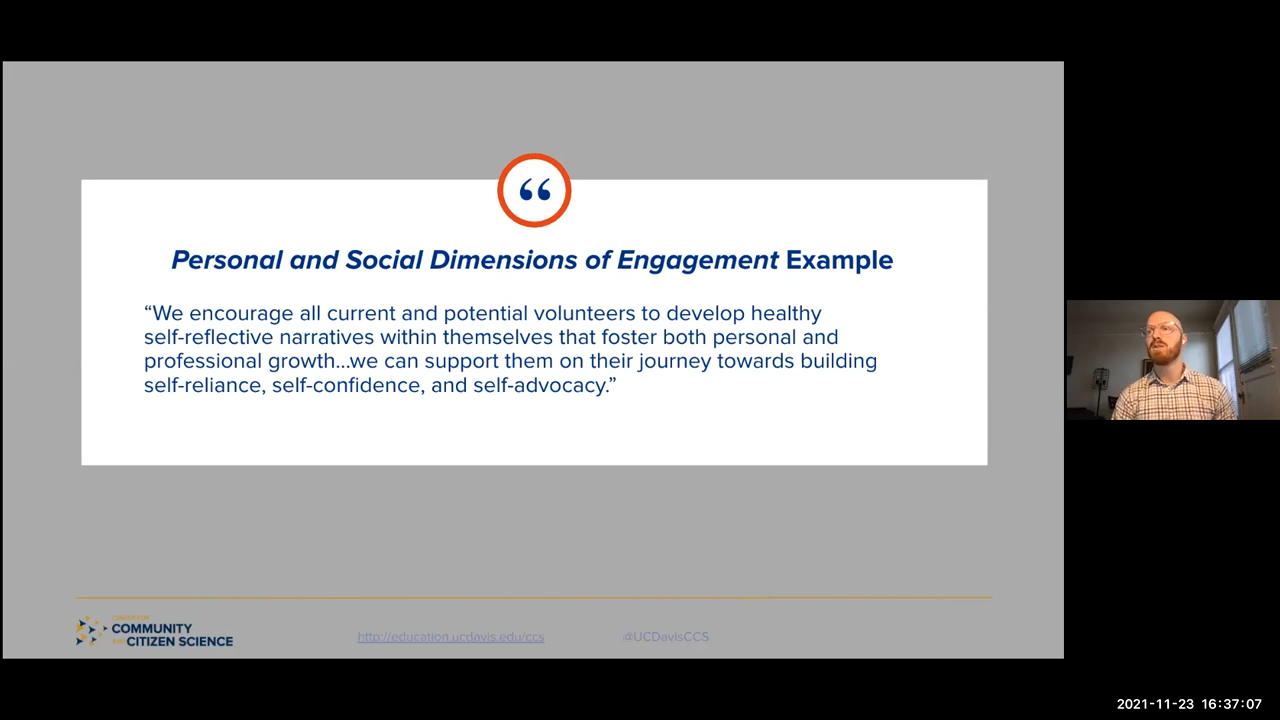 “
Personal and Social Dimensions of Engagement Example
“We encourage all current and potential volunteers to develop healthy
self-reflective narratives within themselves that foster both personal and
professional growth...we can support them on their journey towards building
self-reliance, self-confidence, and self-advocacy.”
CENTER FOR
COMMUNITY
AND CITIZEN SCIENCE
http://education.ucdavis.edu/ccs
@UCDavisCCS
2021-11-23 16:37:07